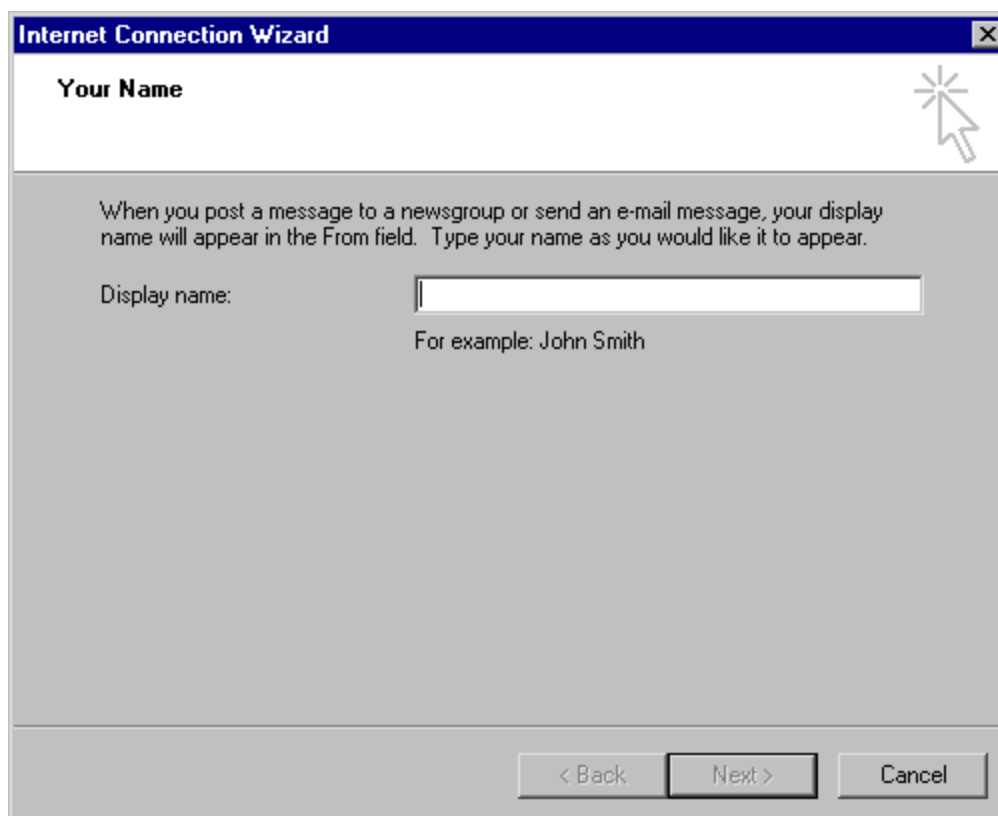 Internet Connection Wizard
Your Name
When you post a message to a newsgroup or send an e-mail message, your display
name will appear in the From field.  Type your name as you would like it to appear.
Display name:
For example: John Smith
< Back
Next >
Cancel